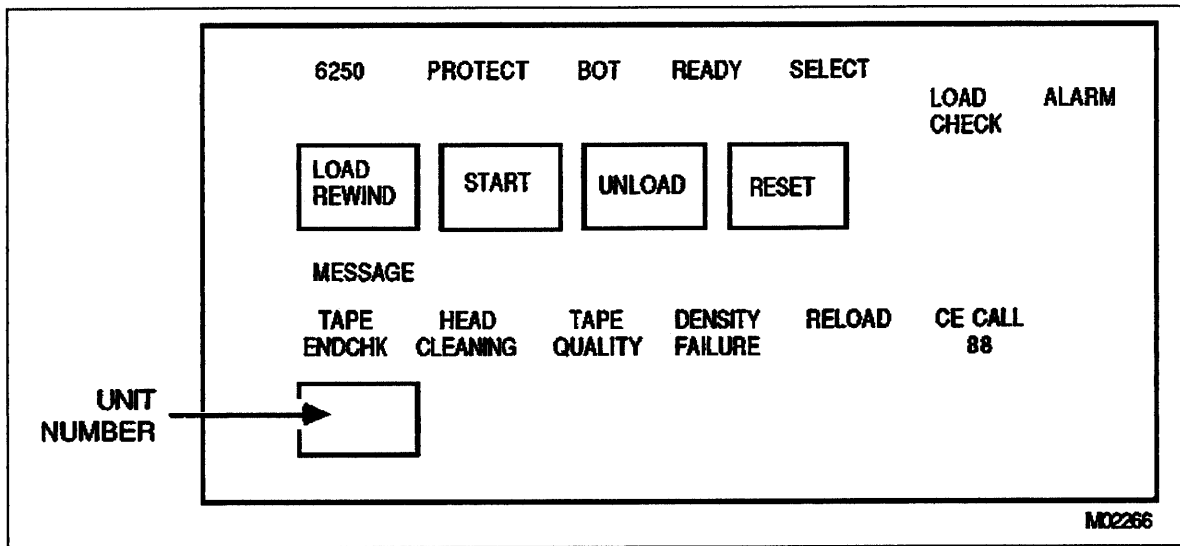 6250 PROTECT BOT READY SELECT
LOAD CHECK ALARM
LOAD REWIND START UNLOAD RESET
MESSAGE
TAPE ENDCHK HEAD CLEANING TAPE QUALITY DENSITY FAILURE RELOAD CE CALL 88
UNIT NUMBER
M02266